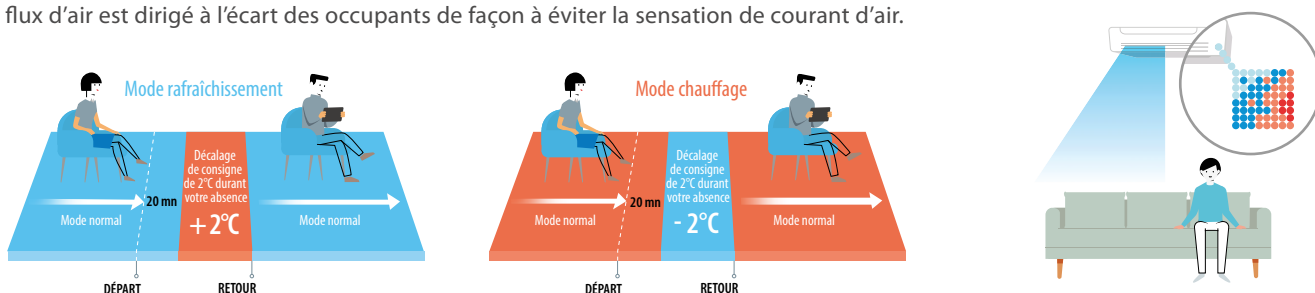 flux d'air est dirigé à l'écart des occupants de façon à éviter la sensation de courant d'air.
Mode rafraîchissement
Décalage
de consigne
de 2°C durant
votre absence
+ 2°C
20 mn
Mode normal
Mode normal
DÉPART
RETOUR
Mode chauffage
Décalage
de consigne
de 2°C durant
votre absence
- 2°C
20 mn
Mode normal
Mode normal
DÉPART
RETOUR